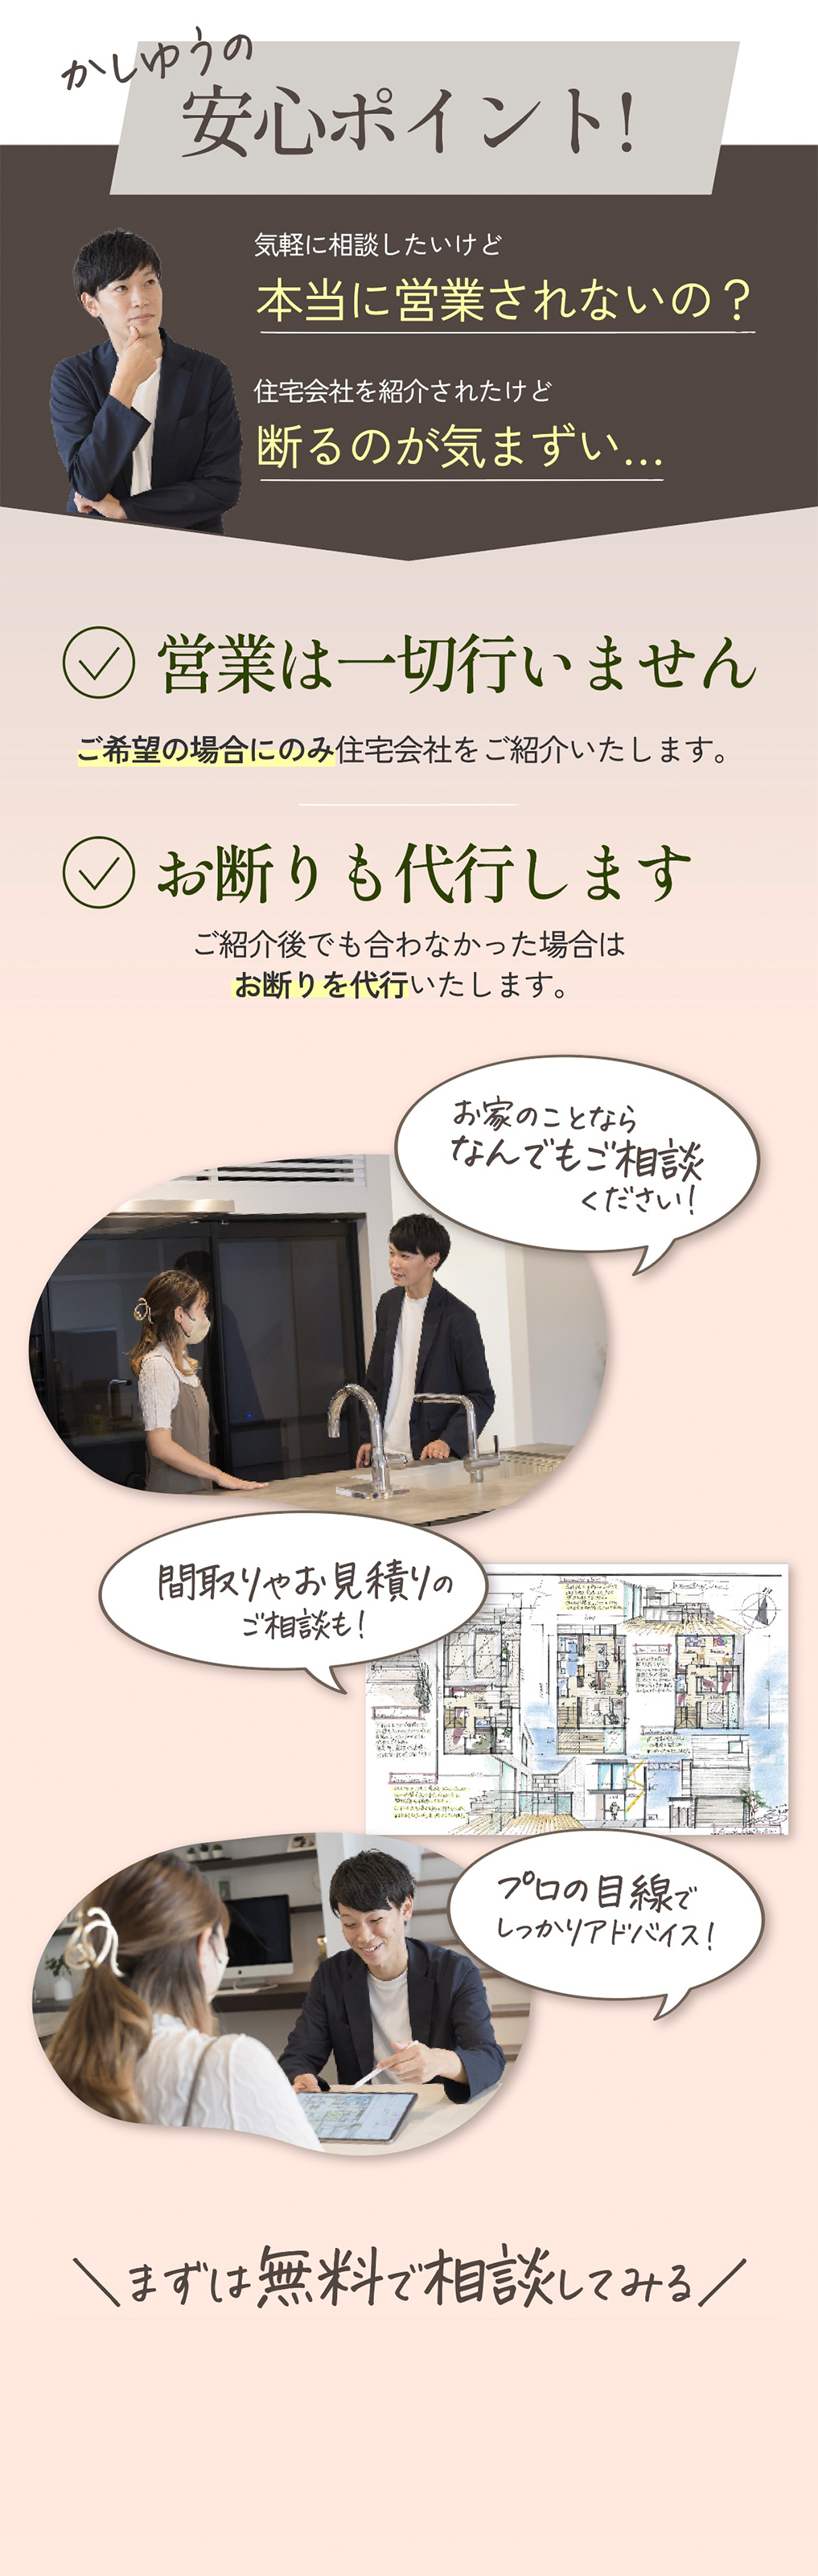 かしゆうの
安心ポイント!
気軽に相談したいけど
本当に営業されないの？
住宅会社を紹介されたけど
断るのが気まずい...
営業は一切行いません
ご希望の場合にのみ住宅会社をご紹介いたします。
お断りも代行します
ご紹介後でも合わなかった場合は
お断りを代行いたします。
お家のことなら
なんでもご相談
ください!
間取りやお見積りの
ご相談も!
プロの目線で
しっかりアドバイス!
＼まずは無料で相談してみる／